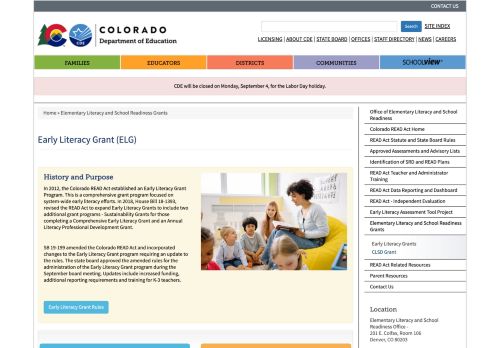 CONTACT US
COLORADO
Department of Education
CDE
Search
SITE INDEX
LICENSING | ABOUT CDE | STATE BOARD | OFFICES | STAFF DIRECTORY | NEWS | CAREERS
FAMILIES
EDUCATORS
DISTRICTS
COMMUNITIES
SCHOOLVIEW
CDE will be closed on Monday, September 4, for the Labor Day holiday.
Home » Elementary Literacy and School Readiness Grants
Early Literacy Grant (ELG)
History and Purpose
In 2012, the Colorado READ Act established an Early Literacy Grant
Program. This is a comprehensive grant program focused on
system-wide early literacy efforts. In 2018, House Bill 18-1393,
revised the READ Act to expand Early Literacy Grants to include two
additional grant programs - Sustainability Grants for those
completing a Comprehensive Early Literacy Grant and an Annual
Literacy Professional Development Grant.
SB 19-199 amended the Colorado READ Act and incorporated
changes to the Early Literacy Grant program requiring an update to
the rules. The state board approved the amended rules for the
administration of the Early Literacy Grant program during the
September board meeting. Updates include increased funding,
additional reporting requirements and training for K-3 teachers.
Early Literacy Grant Rules
Office of Elementary Literacy and School
Readiness
Colorado READ Act Home
READ Act Statute and State Board Rules
Approved Assessments and Advisory Lists
Identification of SRD and READ Plans
READ Act Teacher and Administrator
Training
READ Act Data Reporting and Dashboard
READ Act - Independent Evaluation
Early Literacy Assessment Tool Project
Elementary Literacy and School Readiness
Grants
Early Literacy Grants
CLSD Grant
READ Act Related Resources
Parent Resources
Contact Us
Location
Elementary Literacy and School
Readiness Office -
201 E. Colfax, Room 106
Denver, CO 80203